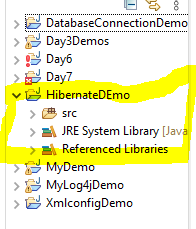 DatabaseConnectionDemo
Day3Demos
Day6
Day7
HibernateDEmo
src
JRE System Library [Java
Referenced Libraries
MyDemo
MyLog4jDemo
XmlconfigDemo